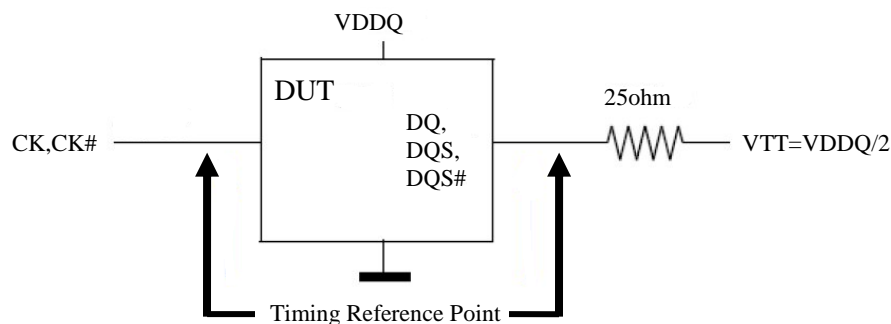 VDDQ
DUT
25ohm
CK,CK#
DQ,
DQS,
DQS#
VTT=VDDQ/2
Timing Reference Point